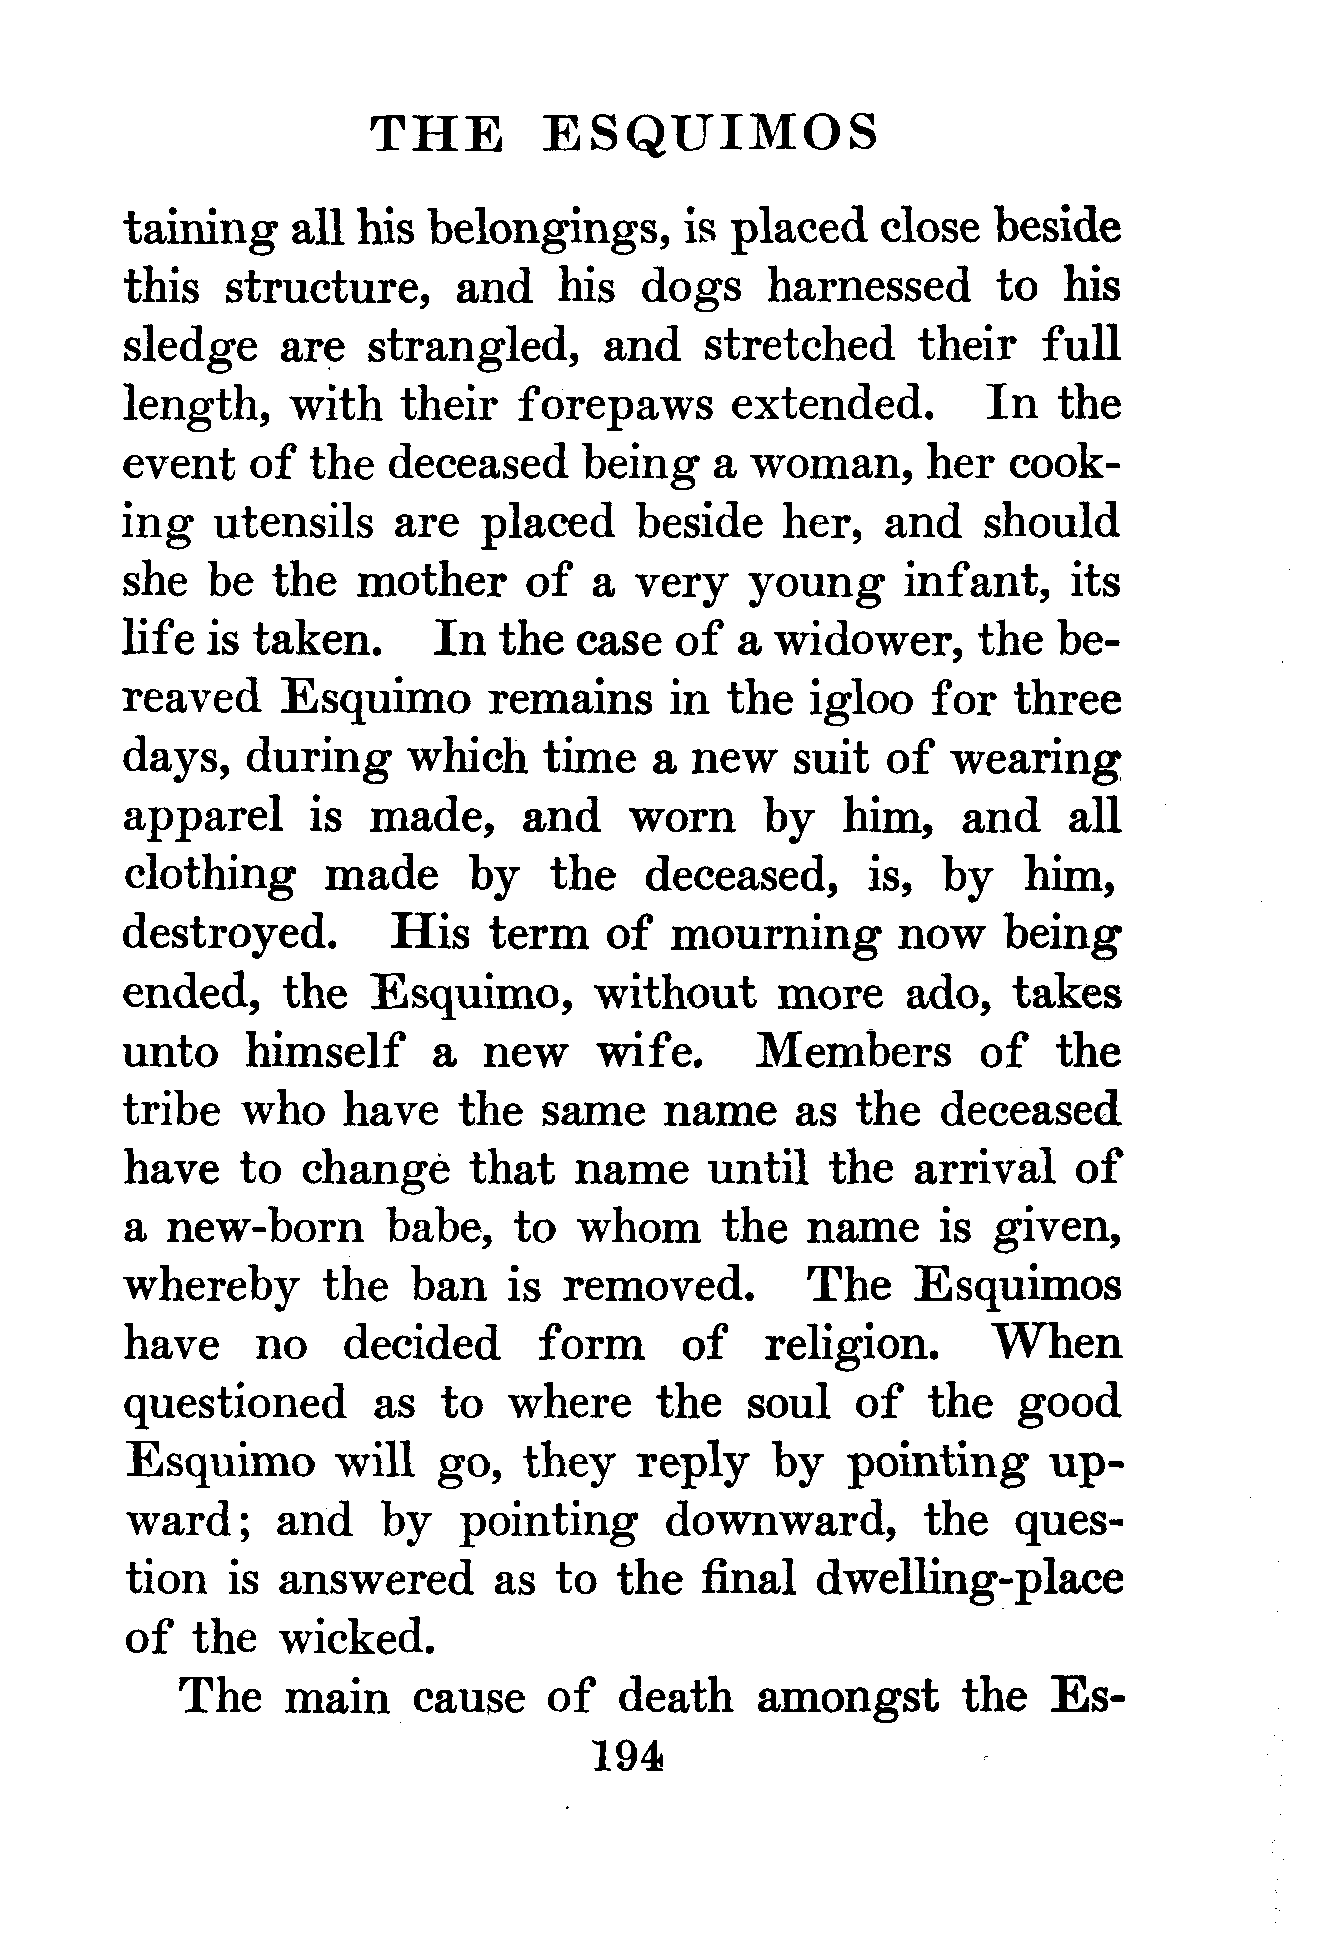 THE ESQUIMOS
taining all his belongings, is placed close beside
this structure, and his dogs harnessed to his
sledge are strangled, and stretched their full
length, with their forepaws extended. In the
event of the deceased being a woman, her cook-
ing utensils are placed beside her, and should
she be the mother of a very young infant, its
life is taken. In the case of a widower, the be-
reaved Esquimo remains in the igloo for three
days, during which time a new suit of wearing
apparel is made, and worn by him, and all
clothing made by the deceased, is, by him,
destroyed. His term of mourning now being
ended, the Esquimo, without more ado, takes
unto himself a new wife. Members of the
tribe who have the same name as the deceased
have to change that name until the arrival of
a new-born babe, to whom the name is given,
whereby the ban is removed. The Esquimos
have no decided form of religion. When
questioned as to where the soul of the good
Esquimo will go, they reply by pointing up-
ward; and by pointing downward, the ques-
tion is answered as to the final dwelling-place
of the wicked.
The main cause of death amongst the Es-
194